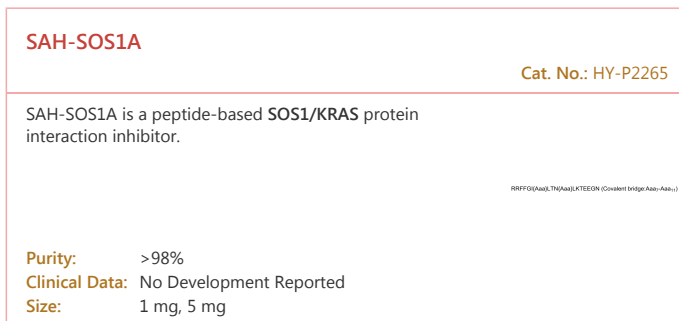 SAH-SOS1A
Cat. No.: HY-P2265
SAH-SOS1A is a peptide-based SOS1/KRAS protein
interaction inhibitor.
RRFFGI(Aaa)LTN(Aaa)LKTEEGN (Covalent bridge:Aaa₇-Aaa₁₁)
Purity: >98%
Clinical Data: No Development Reported
Size: 1 mg, 5 mg